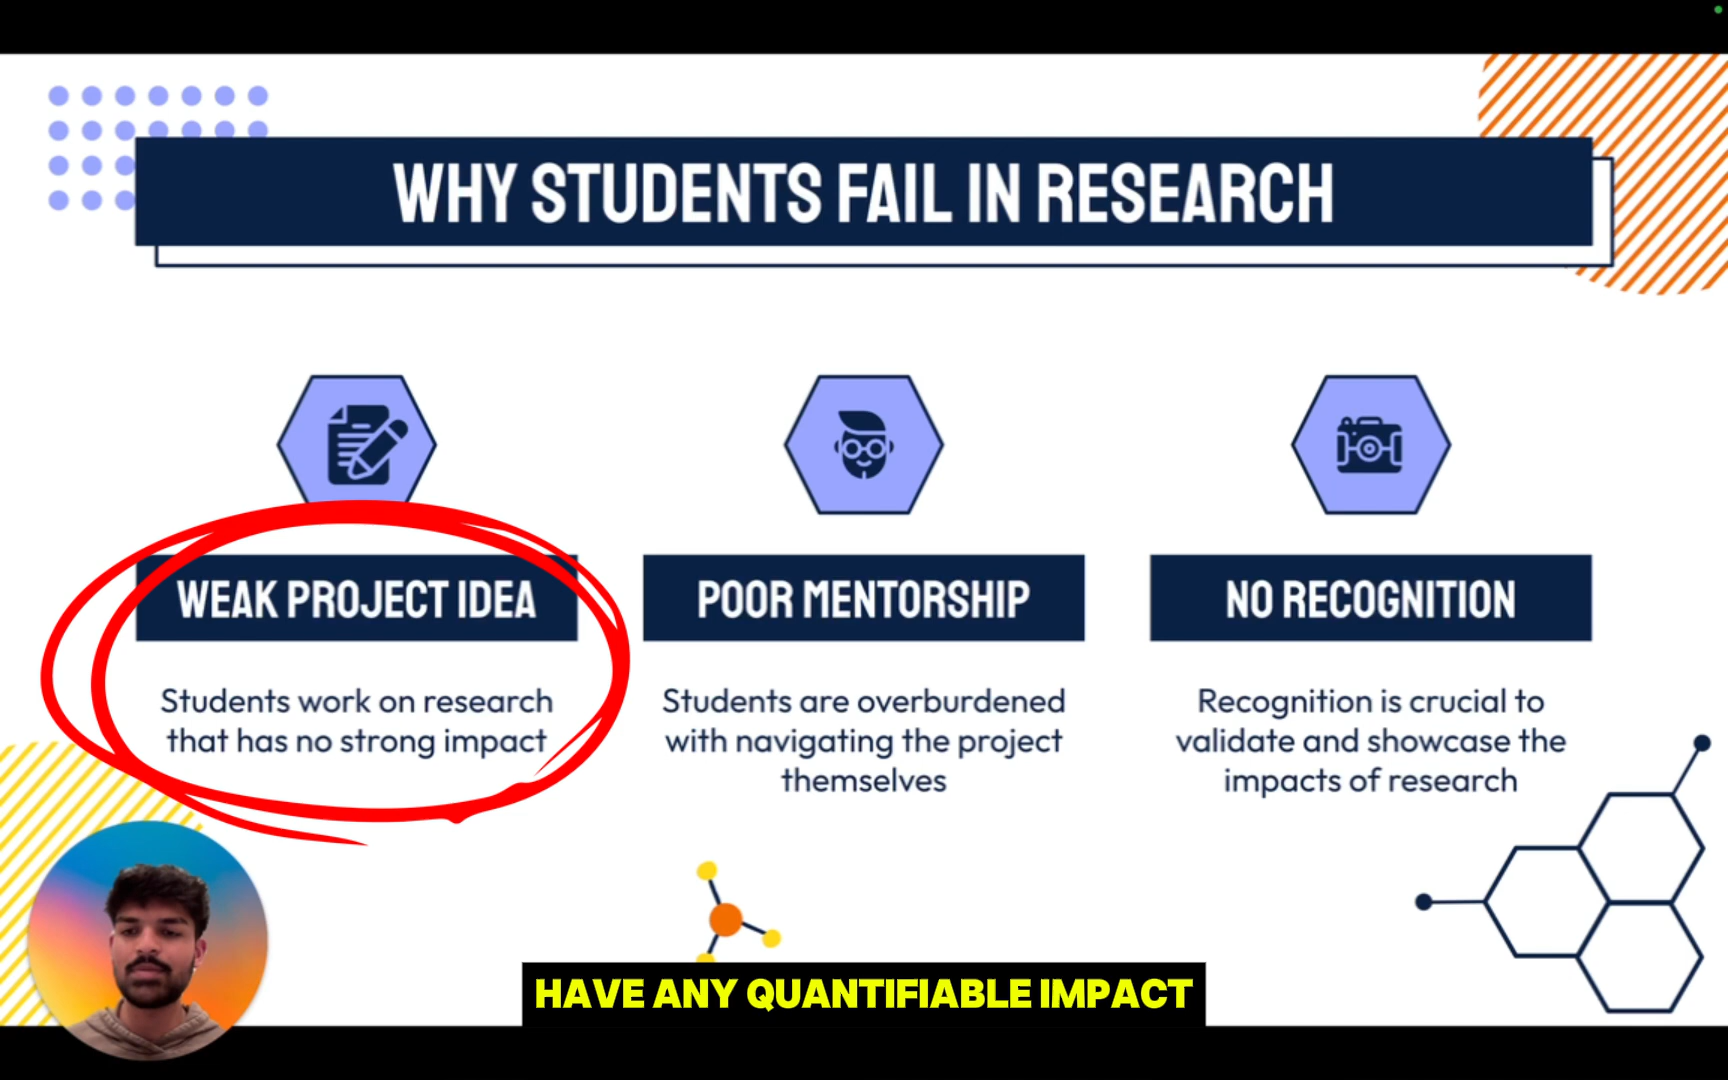 WHY STUDENTS FAIL IN RESEARCH
WEAK PROJECT IDEA
Students work on research
that has no strong impact
POOR MENTORSHIP
Students are overburdened
with navigating the project
themselves
NO RECOGNITION
Recognition is crucial to
validate and showcase the
impacts of research
HAVE ANY QUANTIFIABLE IMPACT